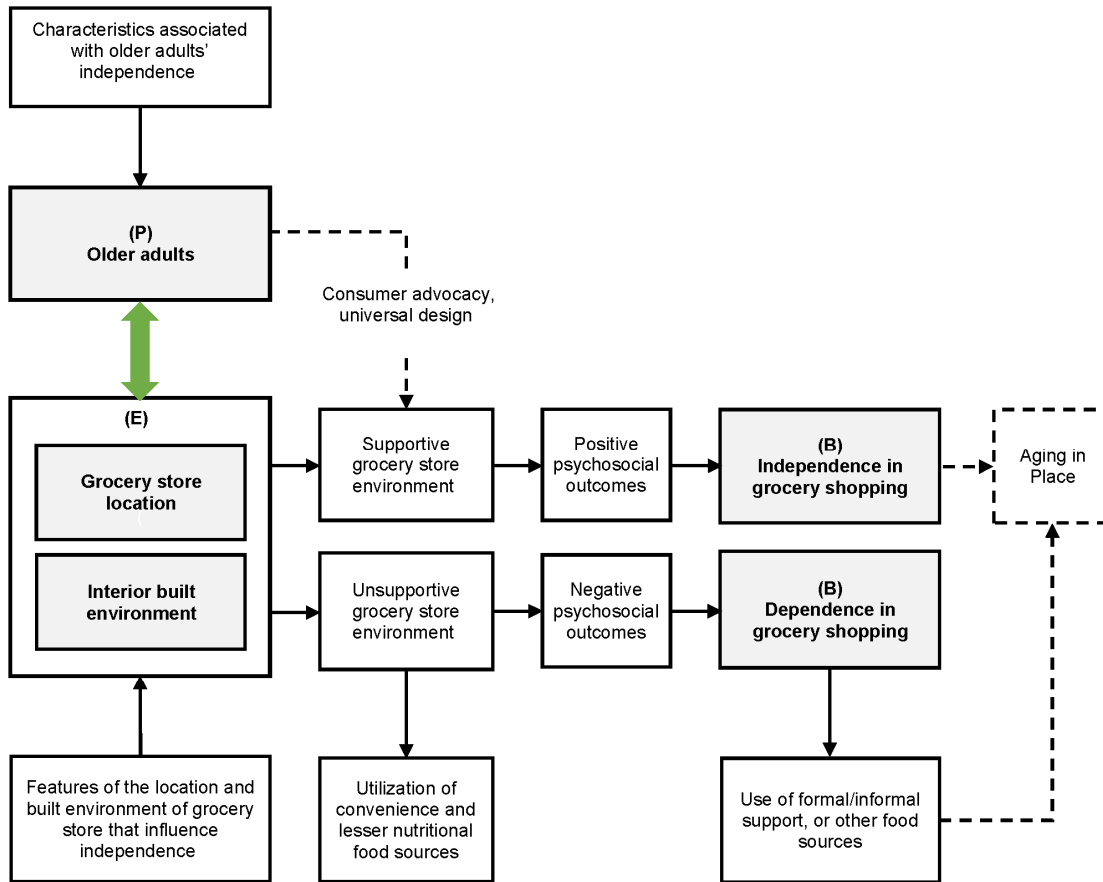 Characteristics associated
with older adults’
independence
(P)
Older adults
Consumer advocacy,
universal design
(E)
Grocery store
location
Interior built
environment
Supportive
grocery store
environment
Positive
psychosocial
outcomes
(B)
Independence in
grocery shopping
Aging in
Place
Unsupportive
grocery store
environment
Negative
psychosocial
outcomes
(B)
Dependence in
grocery shopping
Features of the location and
built environment of grocery
store that influence
independence
Utilization of
convenience and
lesser nutritional
food sources
Use of formal/informal
support, or other food
sources